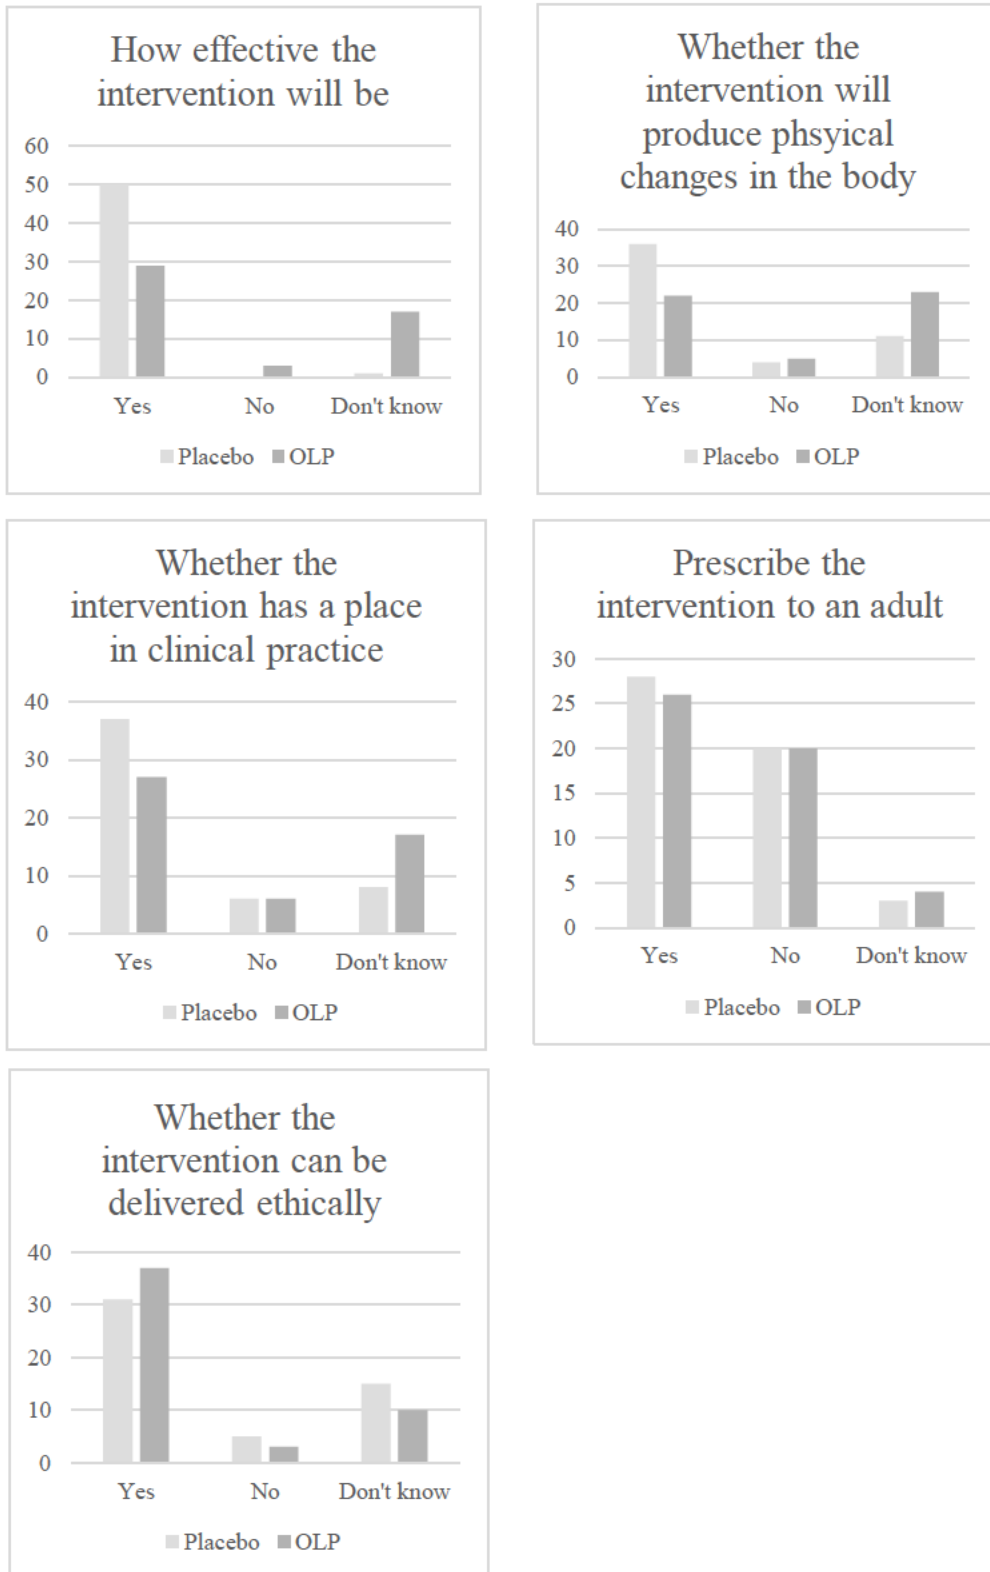 How effective the
intervention will be
60
50
40
30
20
10
0
Yes No Don't know
Placebo OLP
Whether the
intervention will
produce phsyical
changes in the body
40
30
20
10
0
Yes No Don't know
Placebo OLP
Whether the
intervention has a place
in clinical practice
40
30
20
10
0
Yes No Don't know
Placebo OLP
Prescribe the
intervention to an adult
30
25
20
15
10
5
0
Yes No Don't know
Placebo OLP
Whether the
intervention can be
delivered ethically
40
30
20
10
0
Yes No Don't know
Placebo OLP